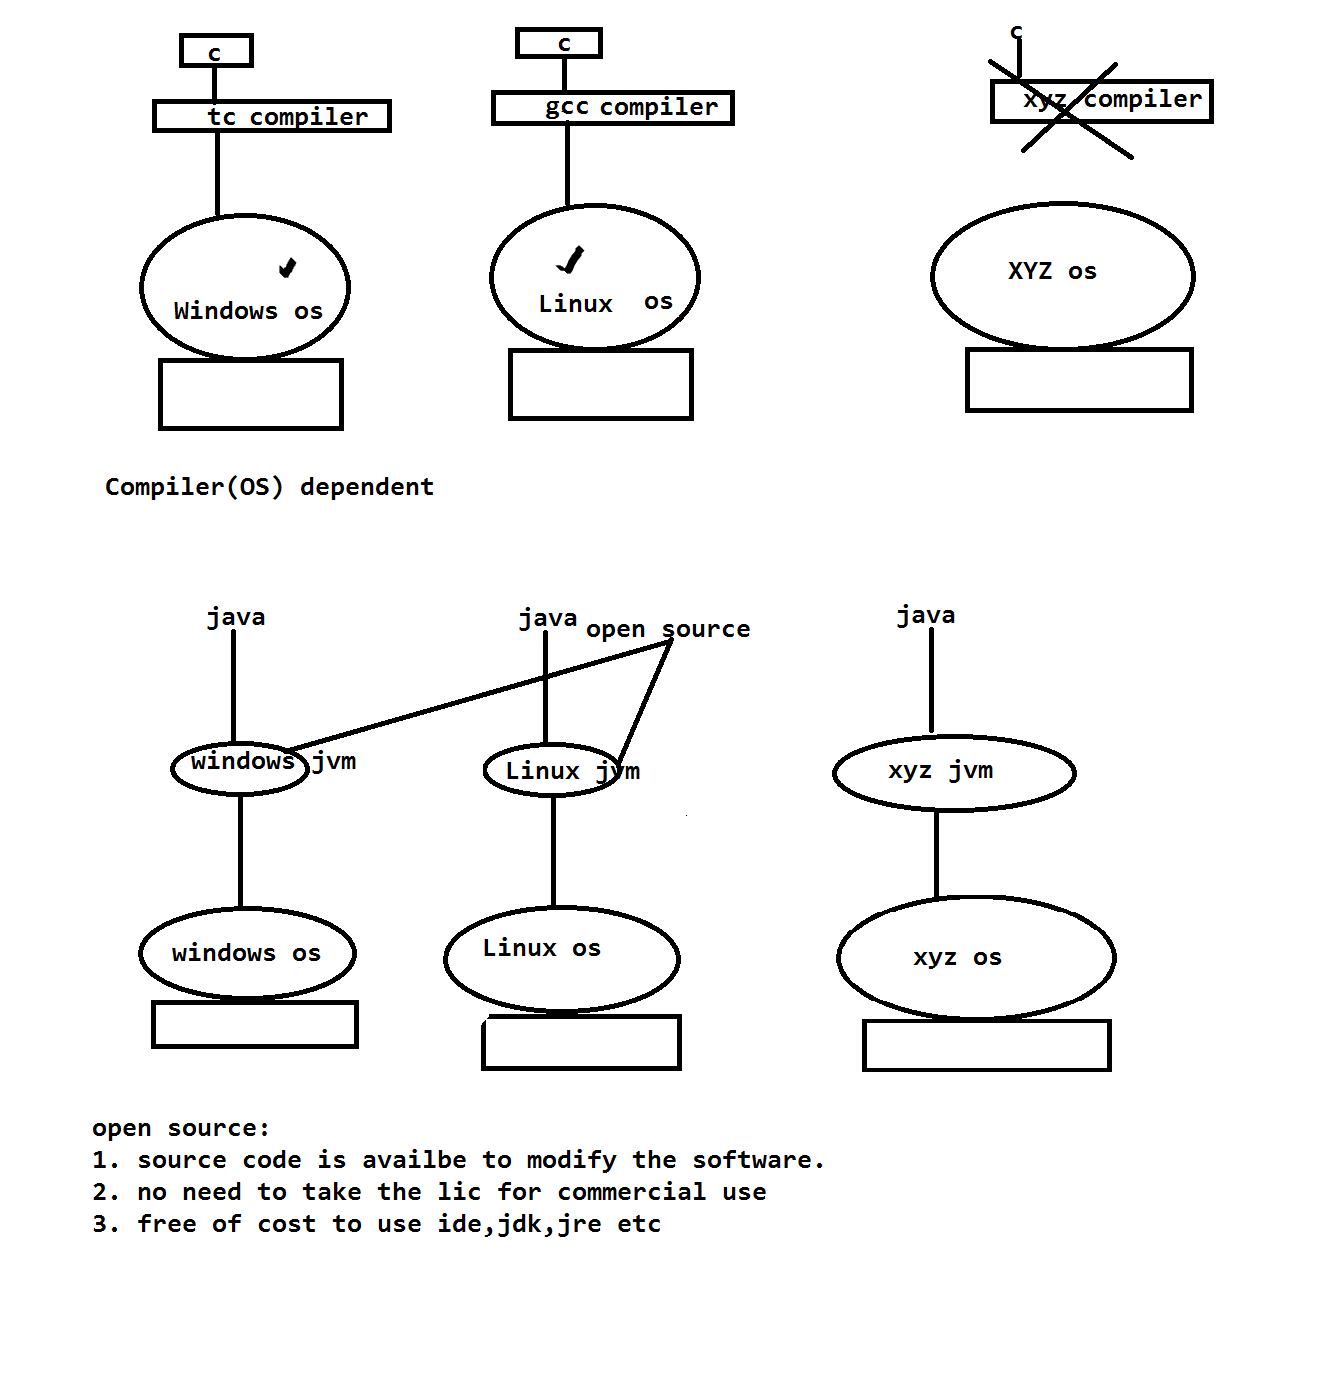 c
tc compiler
Windows os
c
gcc compiler
Linux os
c
xyz compiler
XYZ os
Compiler(OS) dependent
java
windows jvm
windows os
java
open source
Linux jvm
Linux os
java
xyz jvm
xyz os
open source:
1. source code is availbe to modify the software.
2. no need to take the lic for commercial use
3. free of cost to use ide,jdk,jre etc